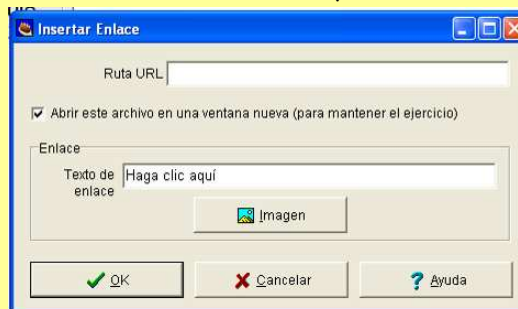 Insertar Enlace
Ruta URL
Abrir este archivo en una ventana nueva (para mantener el ejercicio)
Enlace
Texto de enlace
Haga clic aquí
Imagen
OK
Cancelar
Ayuda